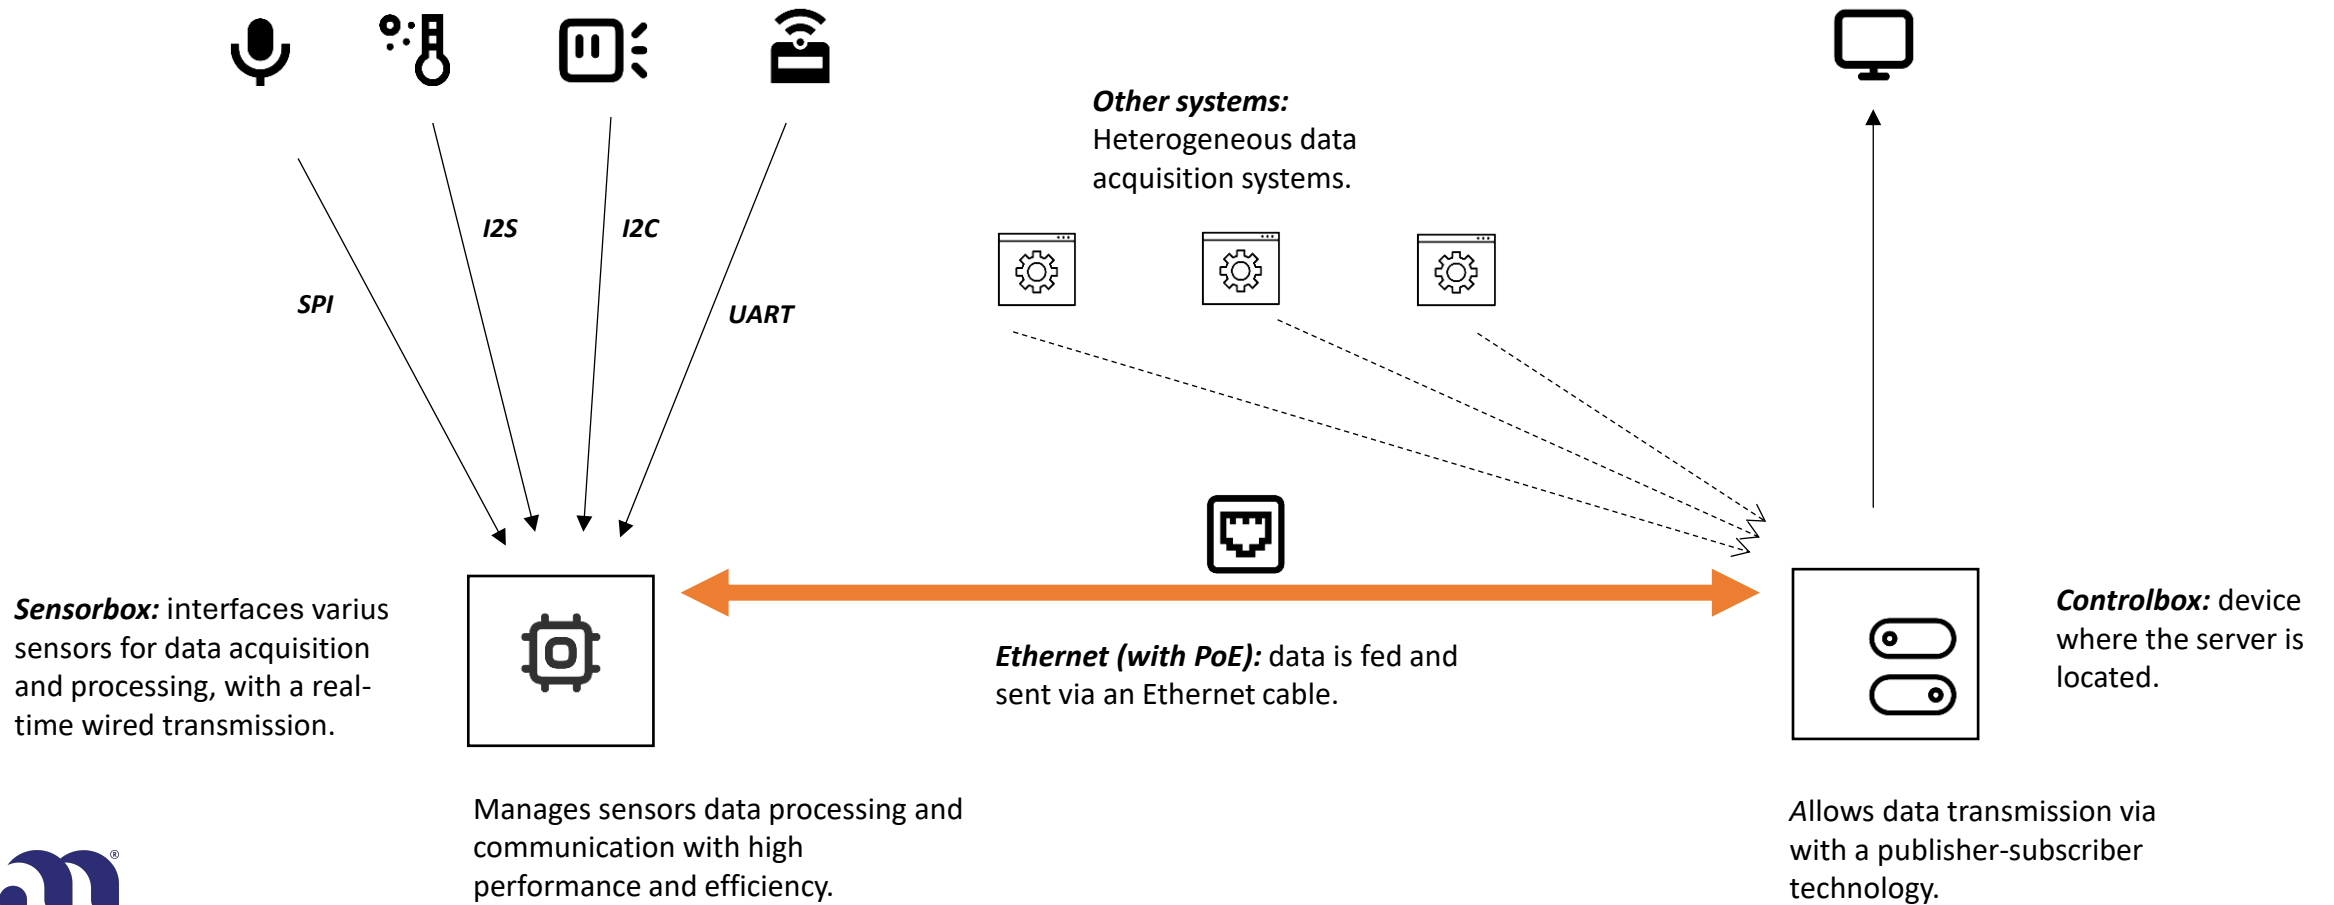 Other systems:
Heterogeneous data
acquisition systems.
I2S
I2C
SPI
UART
Sensorbox: interfaces varius
sensors for data acquisition
and processing, with a real-
time wired transmission.
Ethernet (with PoE): data is fed and
sent via an Ethernet cable.
Controlbox: device
where the server is
located.
Manages sensors data processing and
communication with high
performance and efficiency.
Allows data transmission via
with a publisher-subscriber
technology.
®